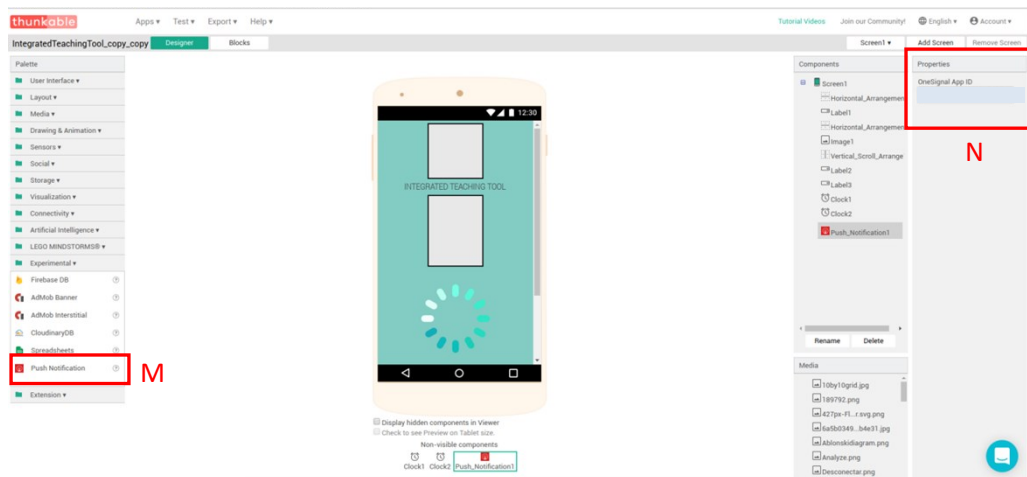 thunkable
Apps ▾ Test ▾ Export ▾ Help ▾
Tutorial Videos Join our Community! English ▾ Account ▾
IntegratedTeachingTool_copy_copy Designer Blocks
Screen1 ▾ Add Screen Remove Screen
Palette
User Interface ▾
Layout ▾
Media ▾
Drawing & Animation ▾
Sensors ▾
Social ▾
Storage ▾
Visualization ▾
Connectivity ▾
Artificial Intelligence ▾
LEGO MINDSTORMS® ▾
Experimental ▾
Firebase DB
AdMob Banner
AdMob Interstitial
CloudinaryDB
Spreadsheets
Push Notification
M
Extension ▾
12:30
INTEGRATED TEACHING TOOL
Display hidden components in Viewer
Check to see Preview on Tablet size.
Non-visible components
Clock1 Clock2 Push_Notification1
Components
Screen1
Horizontal_Arrangemen
Label1
Horizontal_Arrangemen
Image1
Vertical_Scroll_Arrange
Label2
Label3
Clock1
Clock2
Push_Notification1
Rename Delete
Media
10by10grid.jpg
189792.png
427px-Fl...r.svg.png
6a5b0349...b4e31.jpg
Ablonskidiagram.png
Analyze.png
Desconectar.png
Properties
OneSignal App ID
N